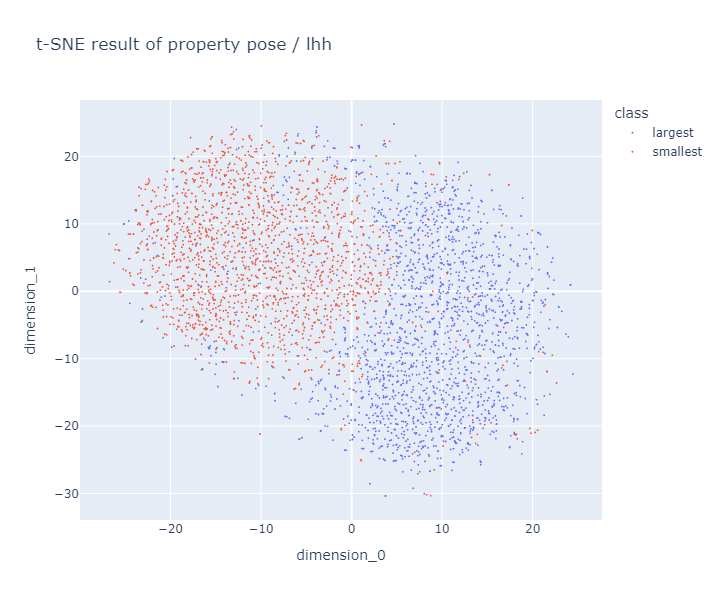 t-SNE result of property pose / lhh
class
largest
smallest
20
10
0
−10
−20
−30
dimension_1
−20
−10
0
10
20
dimension_0